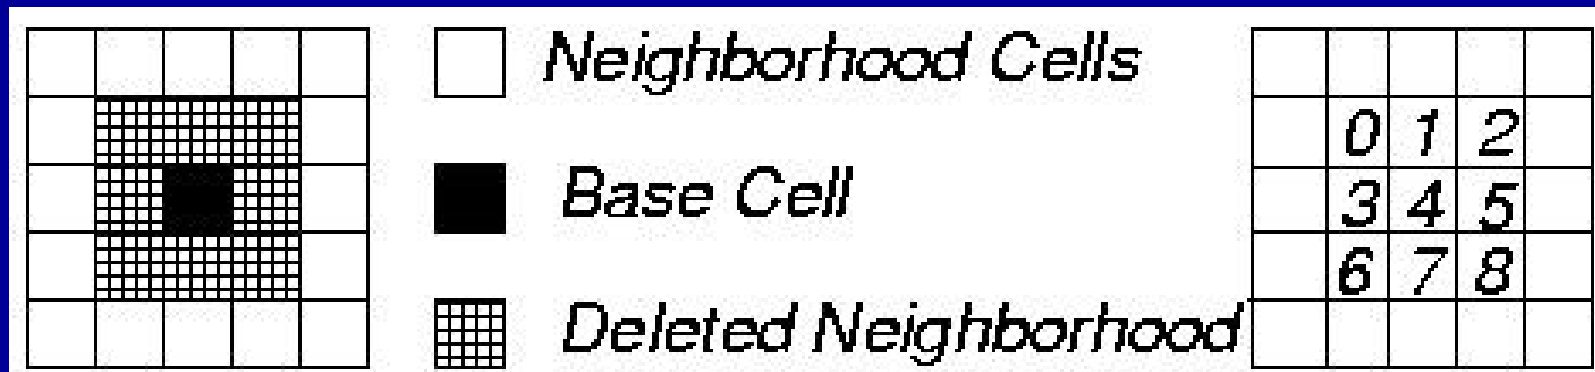 Neighborhood Cells
Base Cell
Deleted Neighborhood
0 1 2
3 4 5
6 7 8